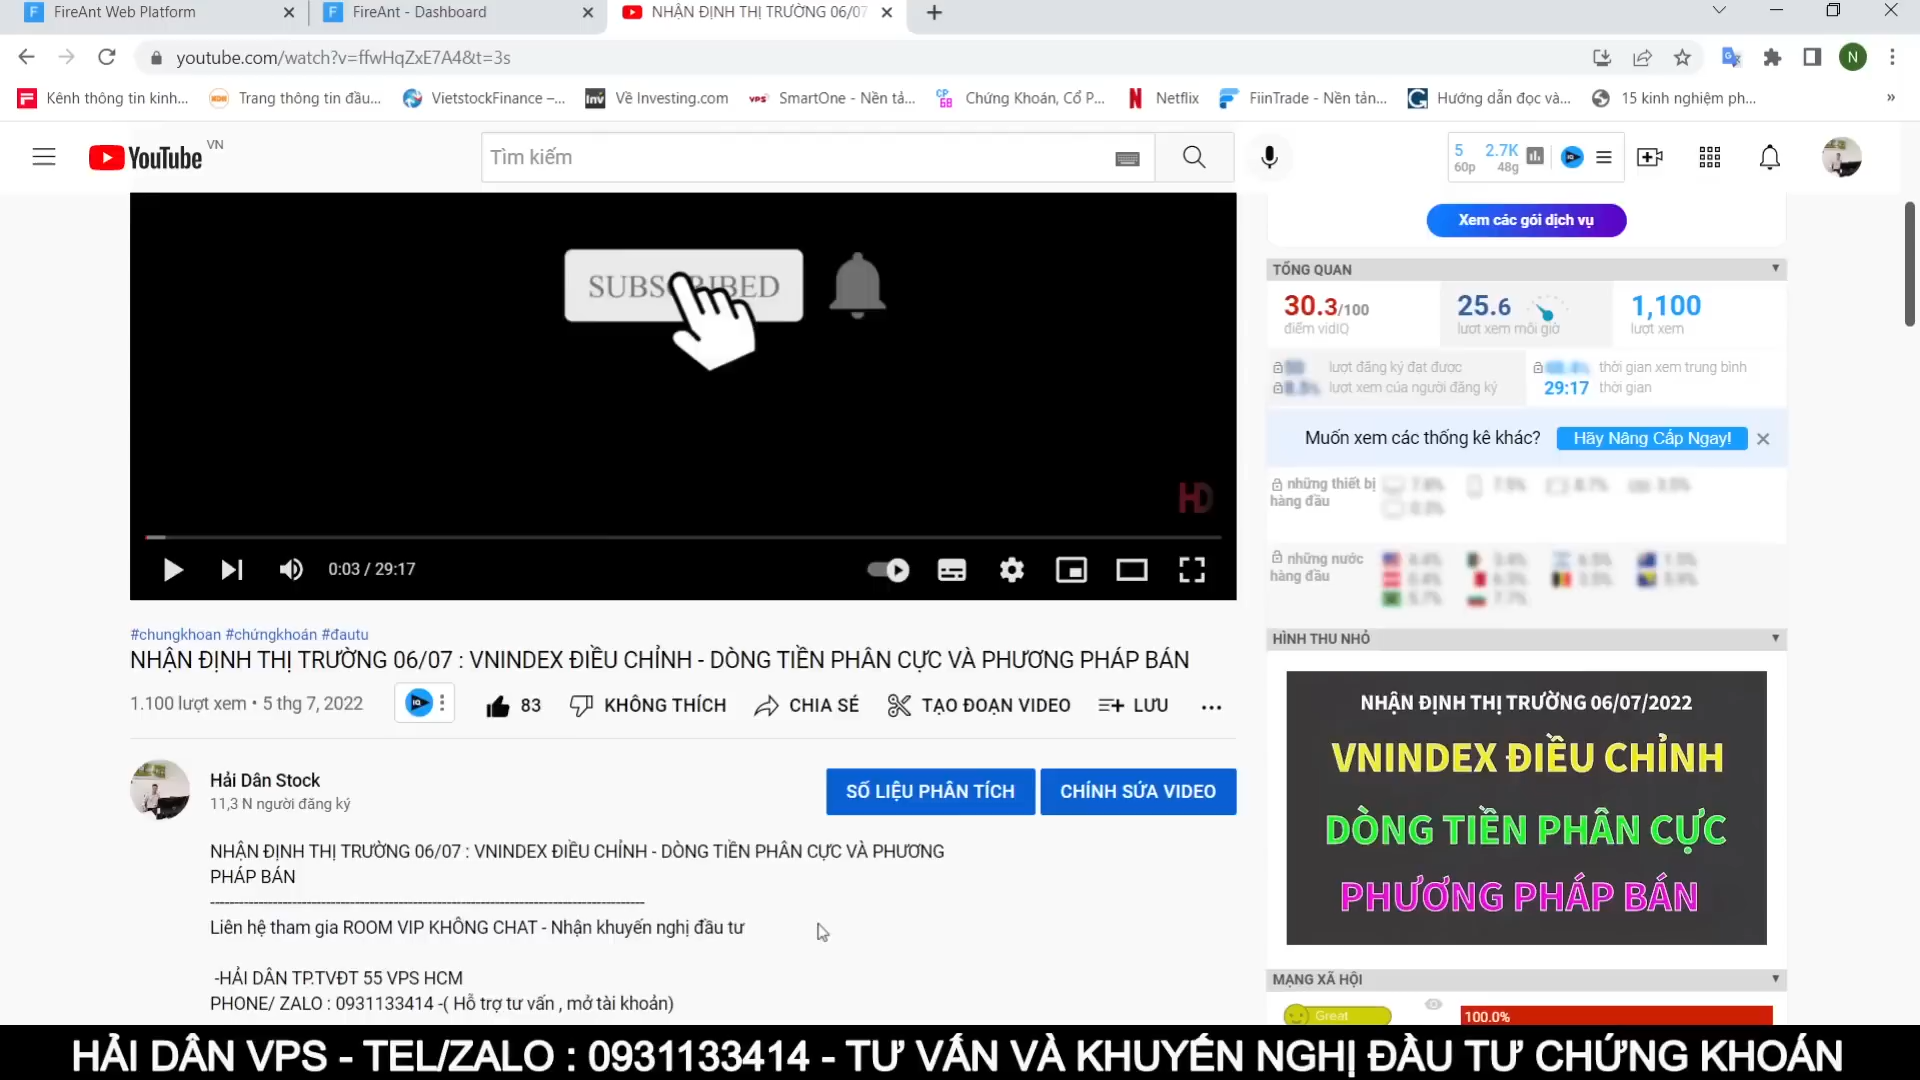 FireAnt Web Platform
FireAnt - Dashboard
NHẬN ĐỊNH THỊ TRƯỜNG 06/07
youtube.com/watch?v=ffwHqZxE7A4&t=3s
N
Kênh thông tin kinh...
Trang thông tin đầu...
VietstockFinance –...
Inv
Về Investing.com
VPS
SmartOne - Nền tả...
CP 68
Chứng Khoán, Cổ P...
Netflix
FiinTrade - Nền tản...
Hướng dẫn đọc và...
15 kinh nghiệm ph...
»
YouTube VN
Tìm kiếm
5 2.7K
60p 48g
Xem các gói dịch vụ
SUBSCRIBED
HD
0:03 / 29:17
TỔNG QUAN
30.3/100
điểm vidIQ
25.6
lượt xem mỗi giờ
1,100
lượt xem
lượt đăng ký đạt được
lượt xem của người đăng ký
thời gian xem trung bình
29:17 thời gian
Muốn xem các thống kê khác?
Hãy Nâng Cấp Ngay!
những thiết bị
hàng đầu
những nước
hàng đầu
#chungkhoan #chứngkhoán #đautu
NHẬN ĐỊNH THỊ TRƯỜNG 06/07 : VNINDEX ĐIỀU CHỈNH - DÒNG TIỀN PHÂN CỰC VÀ PHƯƠNG PHÁP BÁN
1.100 lượt xem • 5 thg 7, 2022
83
KHÔNG THÍCH
CHIA SẺ
TẠO ĐOẠN VIDEO
LƯU
Hải Dân Stock
11,3 N người đăng ký
SỐ LIỆU PHÂN TÍCH
CHỈNH SỬA VIDEO
NHẬN ĐỊNH THỊ TRƯỜNG 06/07 : VNINDEX ĐIỀU CHỈNH - DÒNG TIỀN PHÂN CỰC VÀ PHƯƠNG
PHÁP BÁN
Liên hệ tham gia ROOM VIP KHÔNG CHAT - Nhận khuyến nghị đầu tư
-HẢI DÂN TP.TVĐT 55 VPS HCM
PHONE/ ZALO : 0931133414 -( Hỗ trợ tư vấn , mở tài khoản)
HÌNH THU NHỎ
NHẬN ĐỊNH THỊ TRƯỜNG 06/07/2022
VNINDEX ĐIỀU CHỈNH
DÒNG TIỀN PHÂN CỰC
PHƯƠNG PHÁP BÁN
MẠNG XÃ HỘI
Great
100.0%
HẢI DÂN VPS - TEL/ZALO : 0931133414 - TƯ VẤN VÀ KHUYẾN NGHỊ ĐẦU TƯ CHỨNG KHOÁN